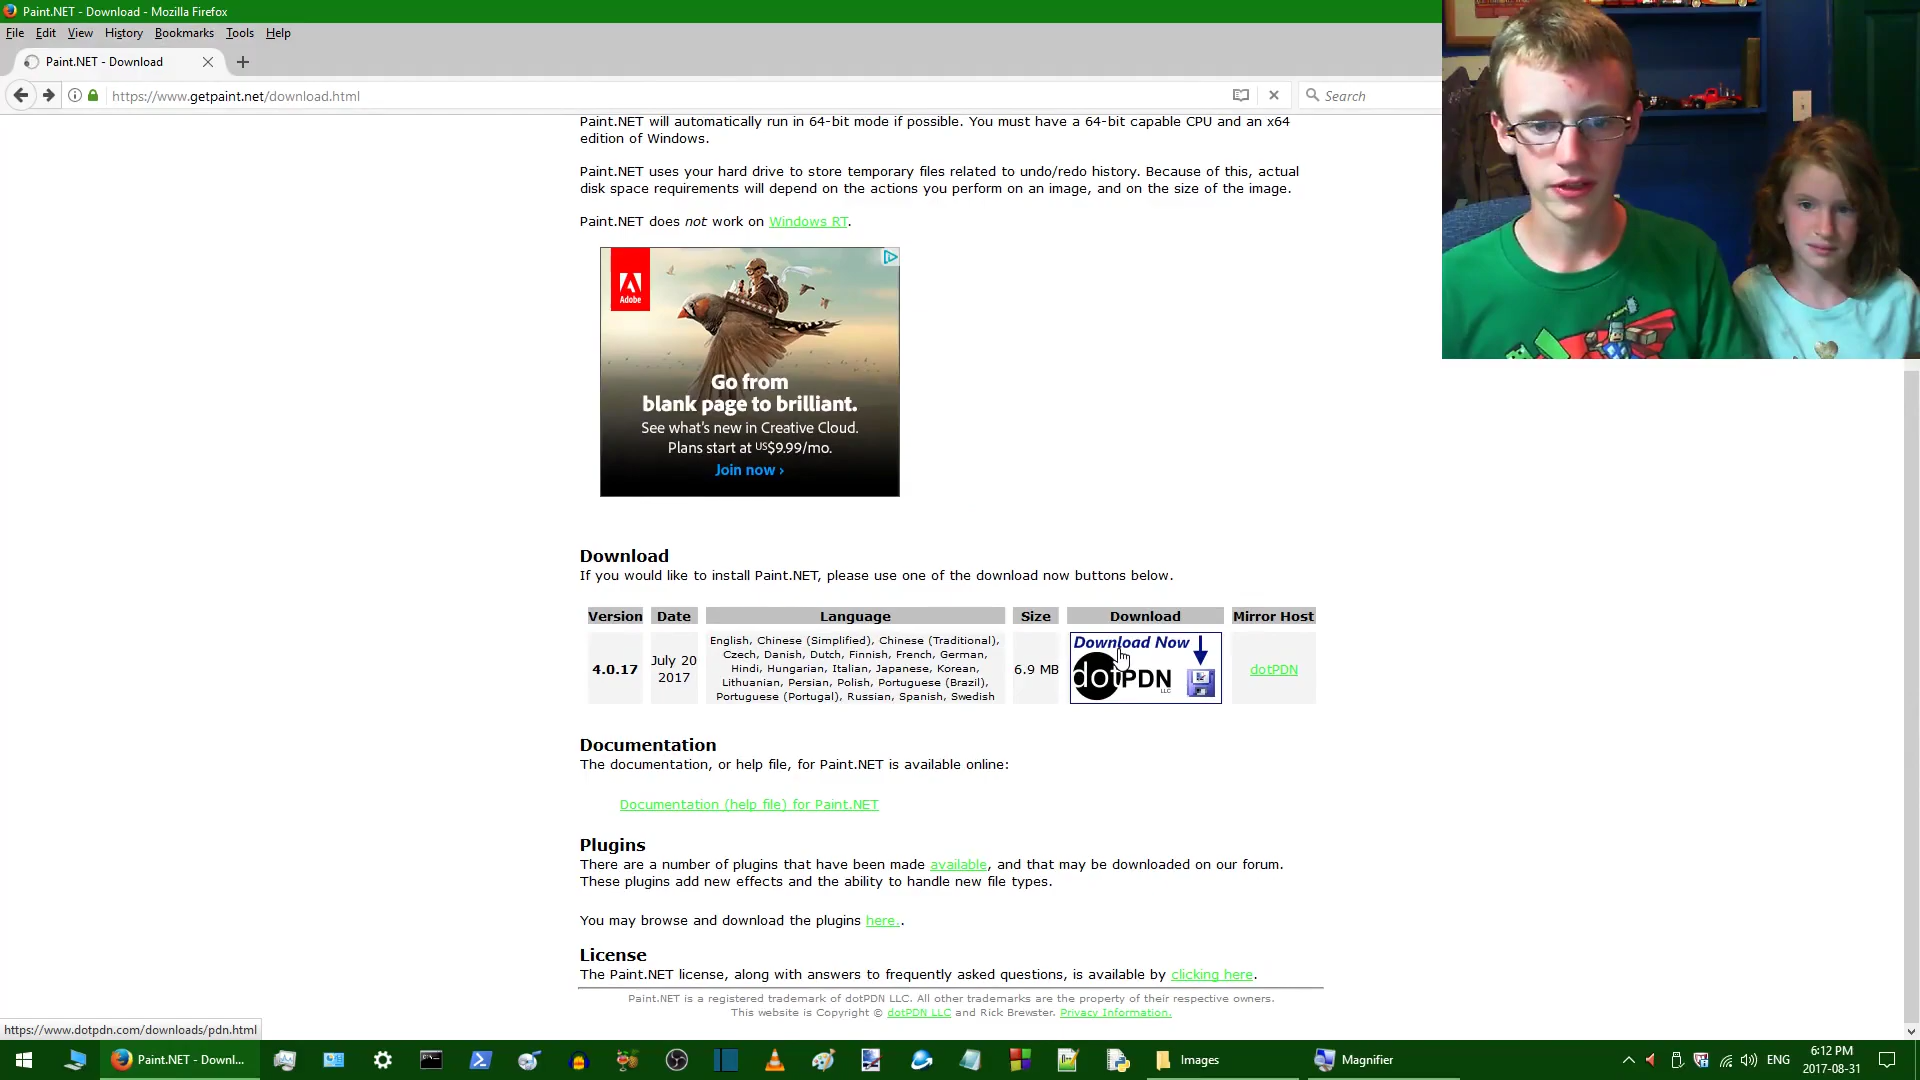 Paint.NET - Download - Mozilla Firefox
File Edit View History Bookmarks Tools Help
Paint.NET - Download
https://www.getpaint.net/download.html
Search
Paint.NET will automatically run in 64-bit mode if possible. You must have a 64-bit capable CPU and an x64
edition of Windows.
Paint.NET uses your hard drive to store temporary files related to undo/redo history. Because of this, actual
disk space requirements will depend on the actions you perform on an image, and on the size of the image.
Paint.NET does not work on Windows RT.
Adobe
Go from
blank page to brilliant.
See what's new in Creative Cloud.
Plans start at US$9.99/mo.
Join now ›
Download
If you would like to install Paint.NET, please use one of the download now buttons below.
Version Date Language Size Download Mirror Host
4.0.17
July 20
2017
English, Chinese (Simplified), Chinese (Traditional),
Czech, Danish, Dutch, Finnish, French, German,
Hindi, Hungarian, Italian, Japanese, Korean,
Lithuanian, Persian, Polish, Portuguese (Brazil),
Portuguese (Portugal), Russian, Spanish, Swedish
6.9 MB
Download Now
dotPDN LLC
dotPDN
Documentation
The documentation, or help file, for Paint.NET is available online:
Documentation (help file) for Paint.NET
Plugins
There are a number of plugins that have been made available, and that may be downloaded on our forum.
These plugins add new effects and the ability to handle new file types.
You may browse and download the plugins here..
License
The Paint.NET license, along with answers to frequently asked questions, is available by clicking here.
Paint.NET is a registered trademark of dotPDN LLC. All other trademarks are the property of their respective owners.
This website is Copyright © dotPDN LLC and Rick Brewster. Privacy Information.
https://www.dotpdn.com/downloads/pdn.html
Paint.NET - Downl...
Images
Magnifier
ENG
6:12 PM
2017-08-31